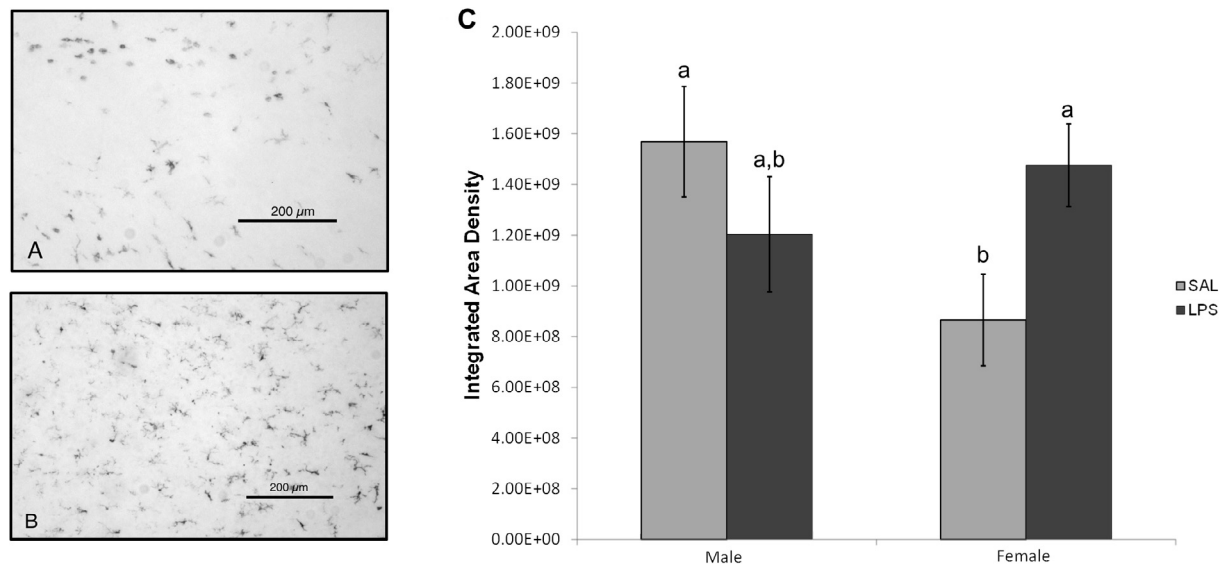 A
200 µm
B
200 µm
C
Integrated Area Density
2.00E+09
1.80E+09
1.60E+09
1.40E+09
1.20E+09
1.00E+09
8.00E+08
6.00E+08
4.00E+08
2.00E+08
0.00E+00
a
a,b
b
a
Male
Female
SAL
LPS